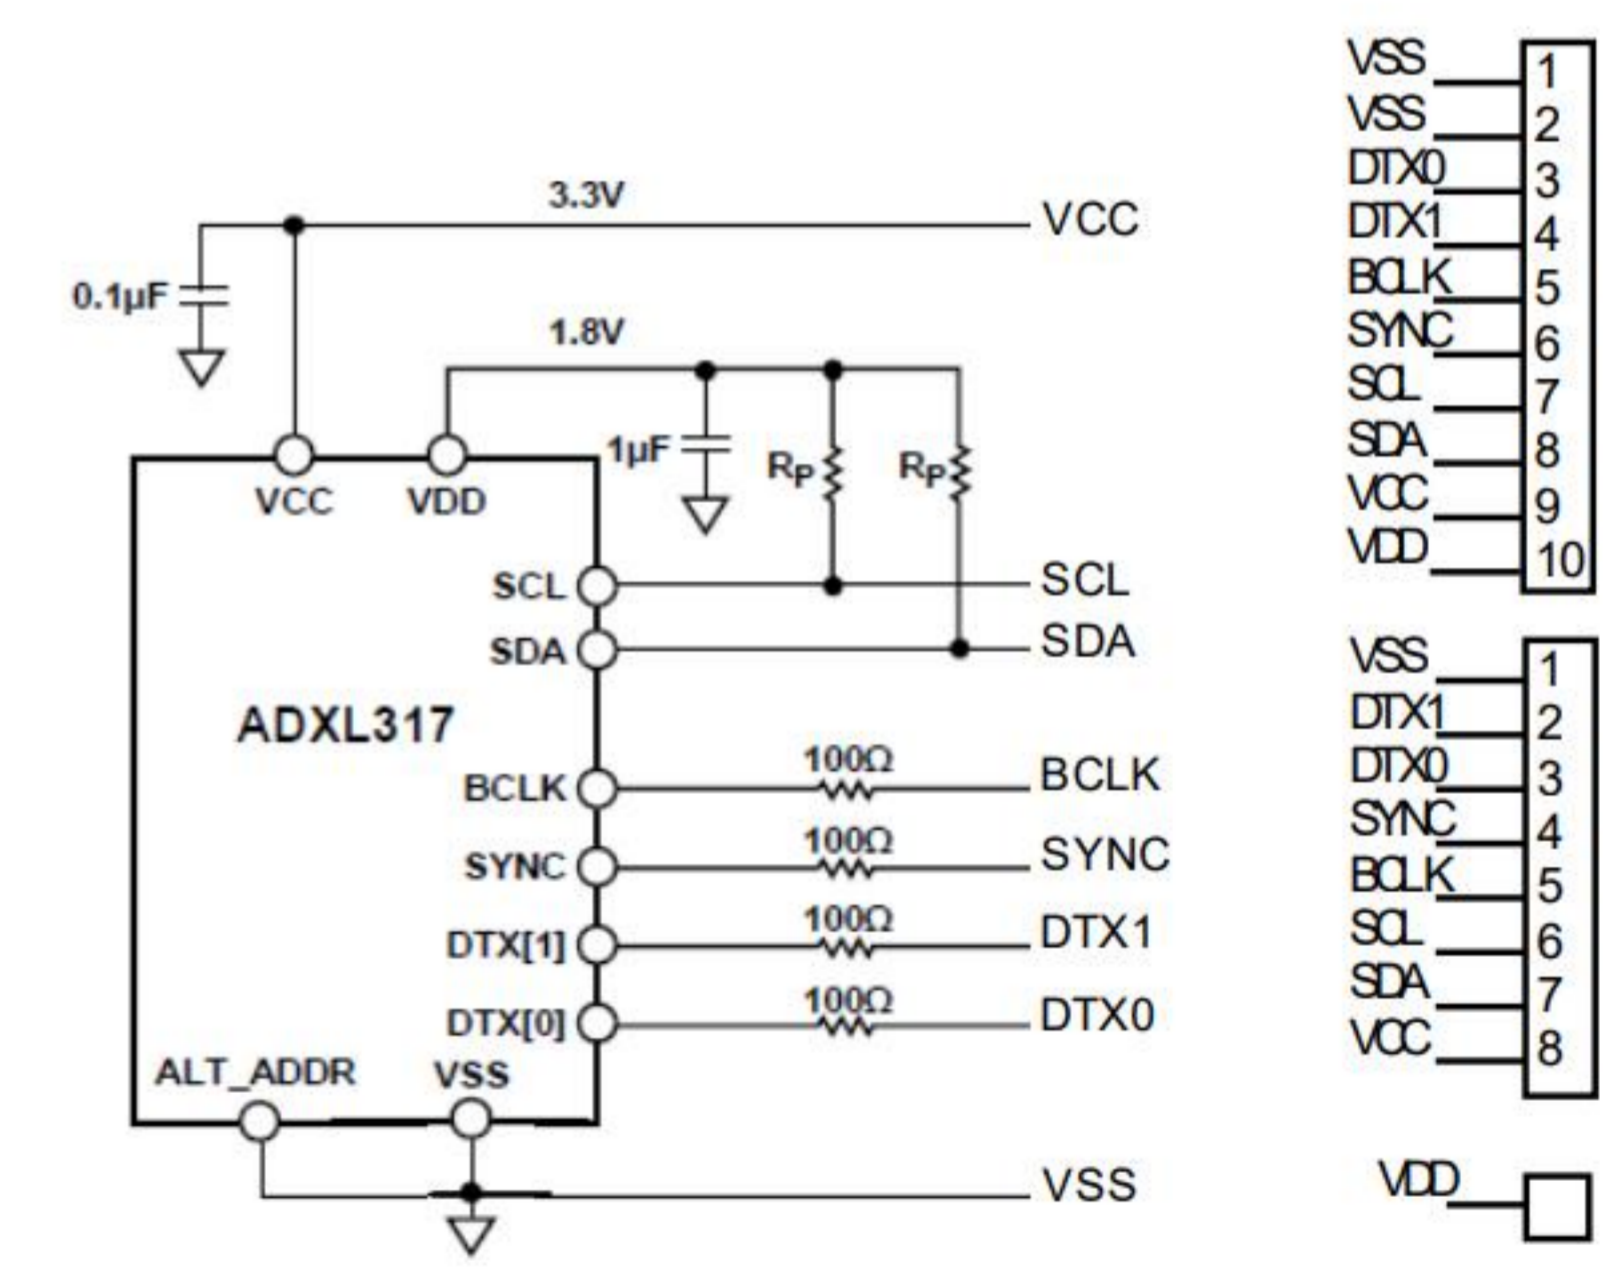 3.3V
VCC
0.1µF
1.8V
1µF
RP
RP
VCC
VDD
SCL
SCL
SDA
SDA
ADXL317
BCLK
100Ω
BCLK
SYNC
100Ω
SYNC
DTX[1]
100Ω
DTX1
DTX[0]
100Ω
DTX0
ALT_ADDR
VSS
VSS
VSS 1
VSS 2
DTX0 3
DTX1 4
BCLK 5
SYNC 6
SCL 7
SDA 8
VCC 9
VDD 10
VSS 1
DTX1 2
DTX0 3
SYNC 4
BCLK 5
SCL 6
SDA 7
VCC 8
VDD